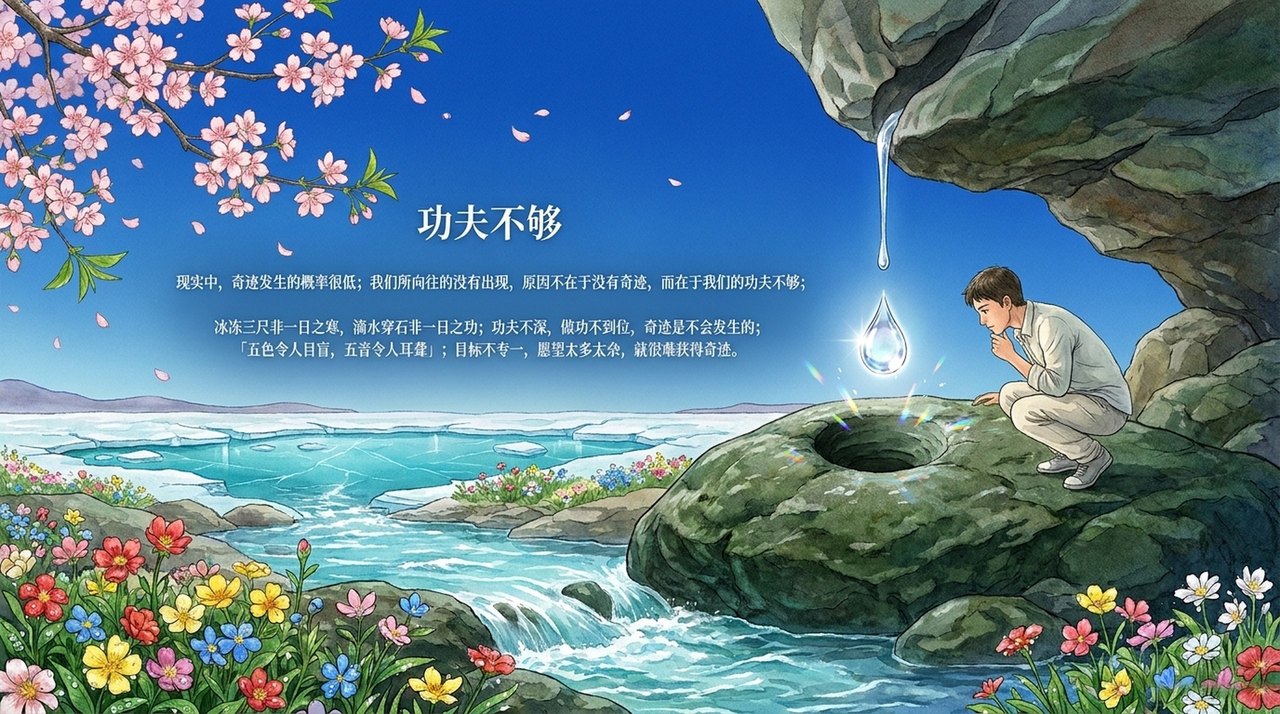 功夫不够
现实中，奇迹发生的概率很低；我们所向往的没有出现，原因不在于没有奇迹，而在于我们的功夫不够；
冰冻三尺非一日之寒，滴水穿石非一日之功；功夫不深，做功不到位，奇迹是不会发生的；
「五色令人目盲，五音令人耳聋」；目标不专一，愿望太多太杂，就很难获得奇迹。